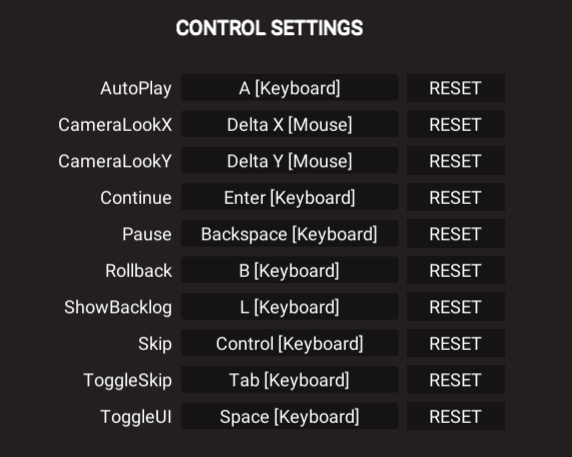 CONTROL SETTINGS
AutoPlay A [Keyboard] RESET
CameraLookX Delta X [Mouse] RESET
CameraLookY Delta Y [Mouse] RESET
Continue Enter [Keyboard] RESET
Pause Backspace [Keyboard] RESET
Rollback B [Keyboard] RESET
ShowBacklog L [Keyboard] RESET
Skip Control [Keyboard] RESET
ToggleSkip Tab [Keyboard] RESET
ToggleUI Space [Keyboard] RESET